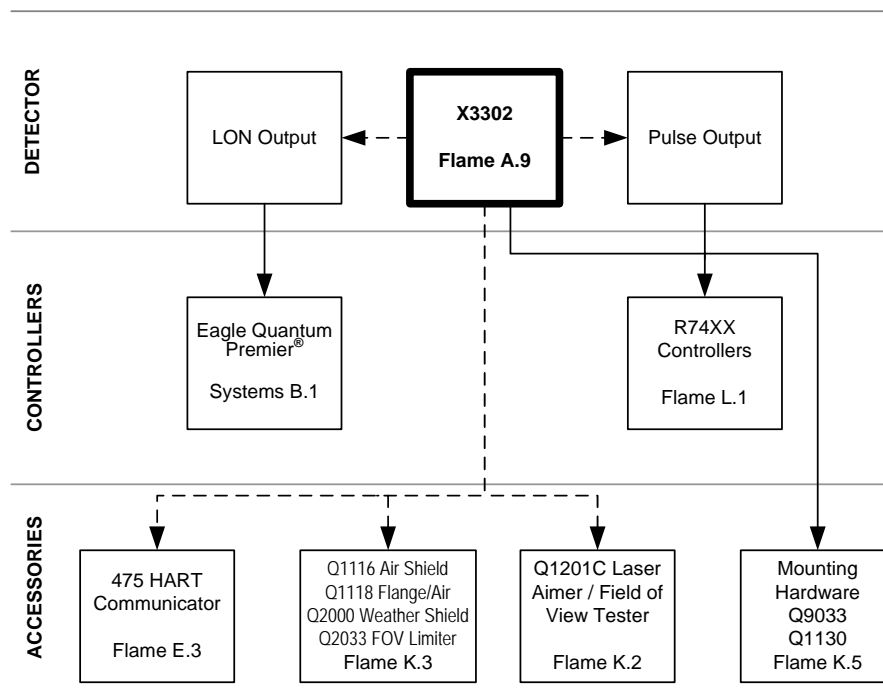 DETECTOR
LON Output
X3302
Flame A.9
Pulse Output
CONTROLLERS
Eagle Quantum
Premier®
Systems B.1
R74XX
Controllers
Flame L.1
ACCESSORIES
475 HART
Communicator
Flame E.3
Q1116 Air Shield
Q1118 Flange/Air
Q2000 Weather Shield
Q2033 FOV Limiter
Flame K.3
Q1201C Laser
Aimer / Field of
View Tester
Flame K.2
Mounting
Hardware
Q9033
Q1130
Flame K.5